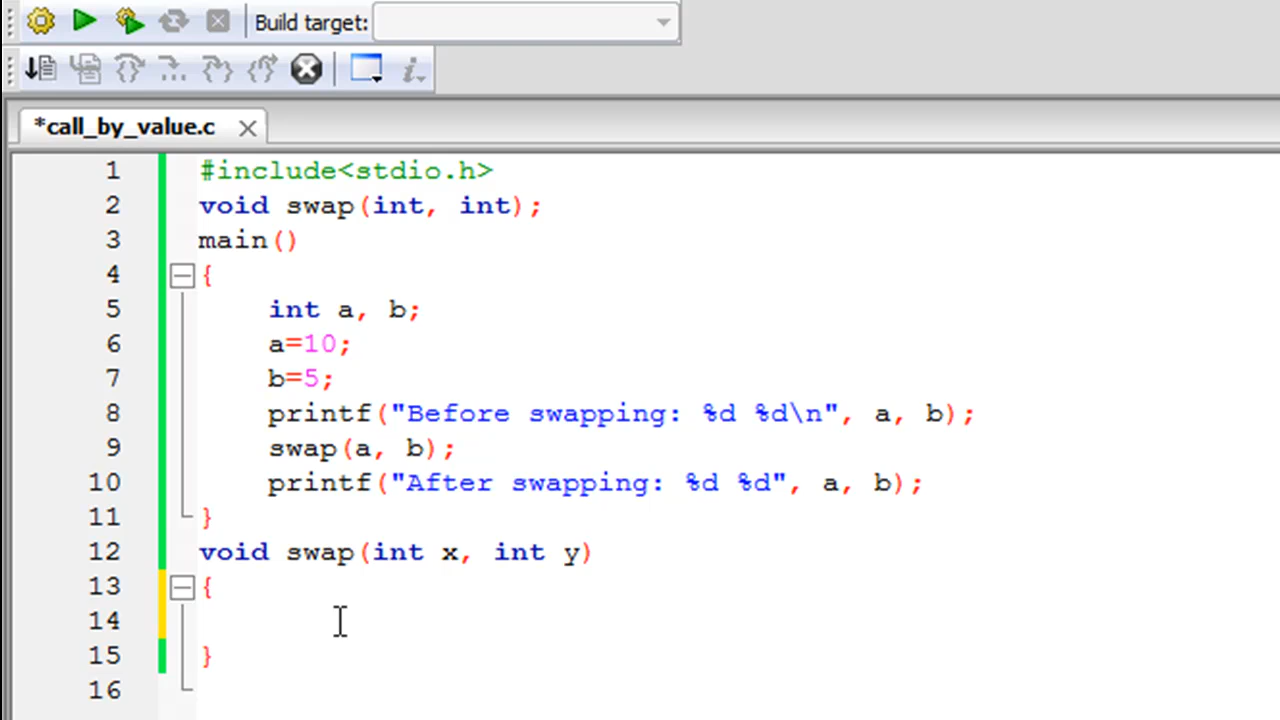 Build target:
*call_by_value.c
1 #include<stdio.h>
2 void swap(int, int);
3 main()
4 {
5 int a, b;
6 a=10;
7 b=5;
8 printf("Before swapping: %d %d\n", a, b);
9 swap(a, b);
10 printf("After swapping: %d %d", a, b);
11 }
12 void swap(int x, int y)
13 {
14
15 }
16